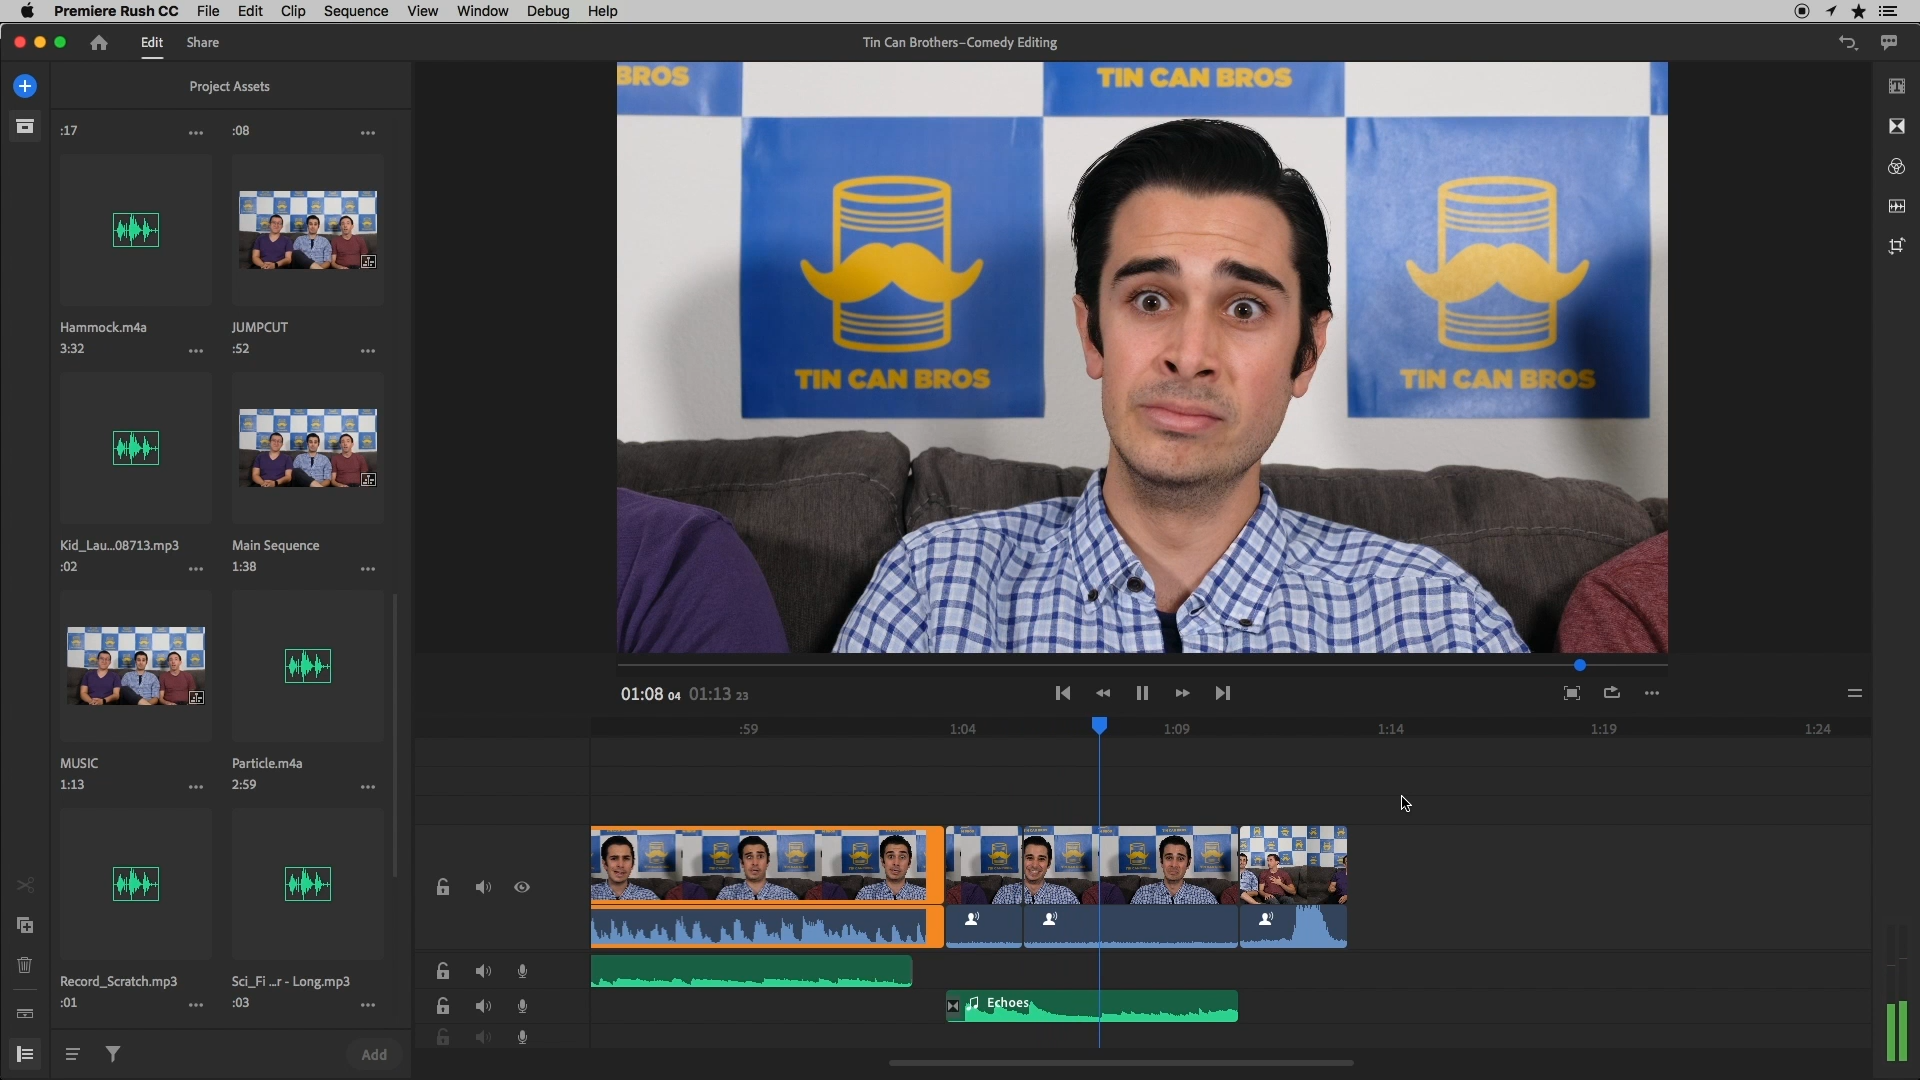 Premiere Rush CC File Edit Clip Sequence View Window Debug Help
Edit Share
Tin Can Brothers–Comedy Editing
Project Assets
:17
:08
Hammock.m4a
3:32
JUMPCUT
:52
Kid_Lau...08713.mp3
:02
Main Sequence
1:38
MUSIC
1:13
Particle.m4a
2:59
Record_Scratch.mp3
:01
Sci_Fi ...r - Long.mp3
:03
Add
BROS
TIN CAN BROS
TIN CAN BROS
TIN CAN BROS
01:08 04 01:13 23
:59 1:04 1:09 1:14 1:19 1:24
Echoes